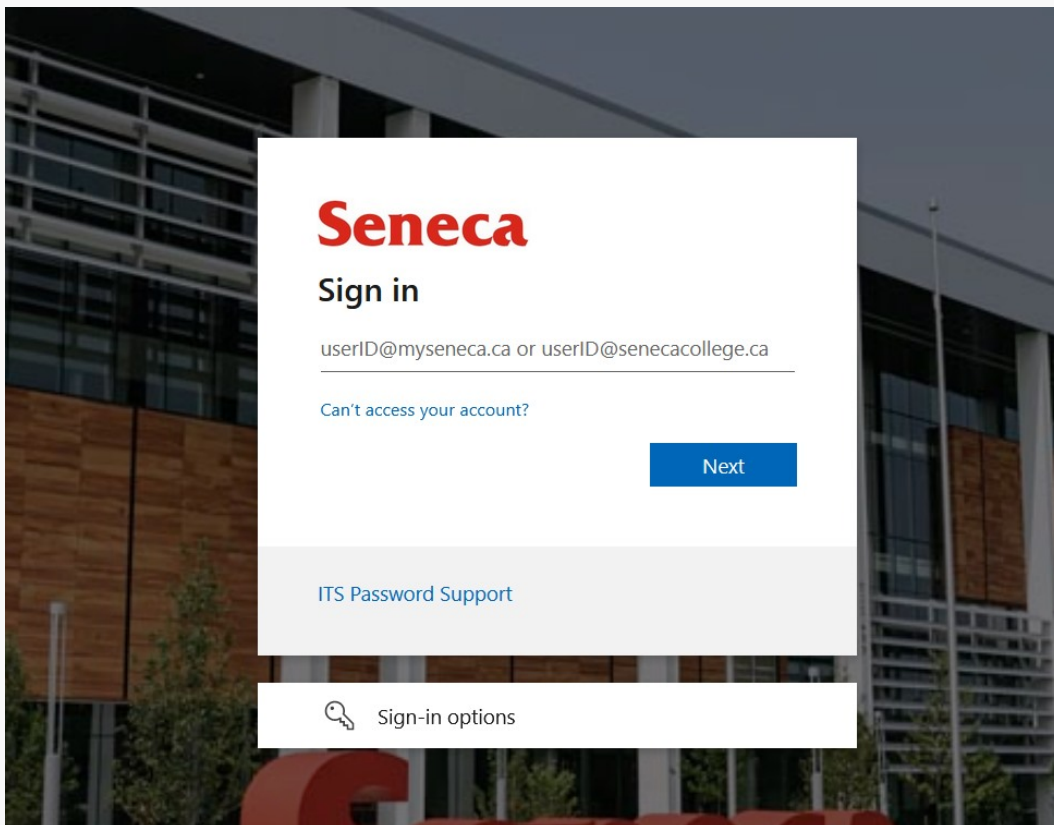 Seneca
Sign in
userID@myseneca.ca or userID@senecacollege.ca
Can't access your account?
Next
ITS Password Support
Sign-in options